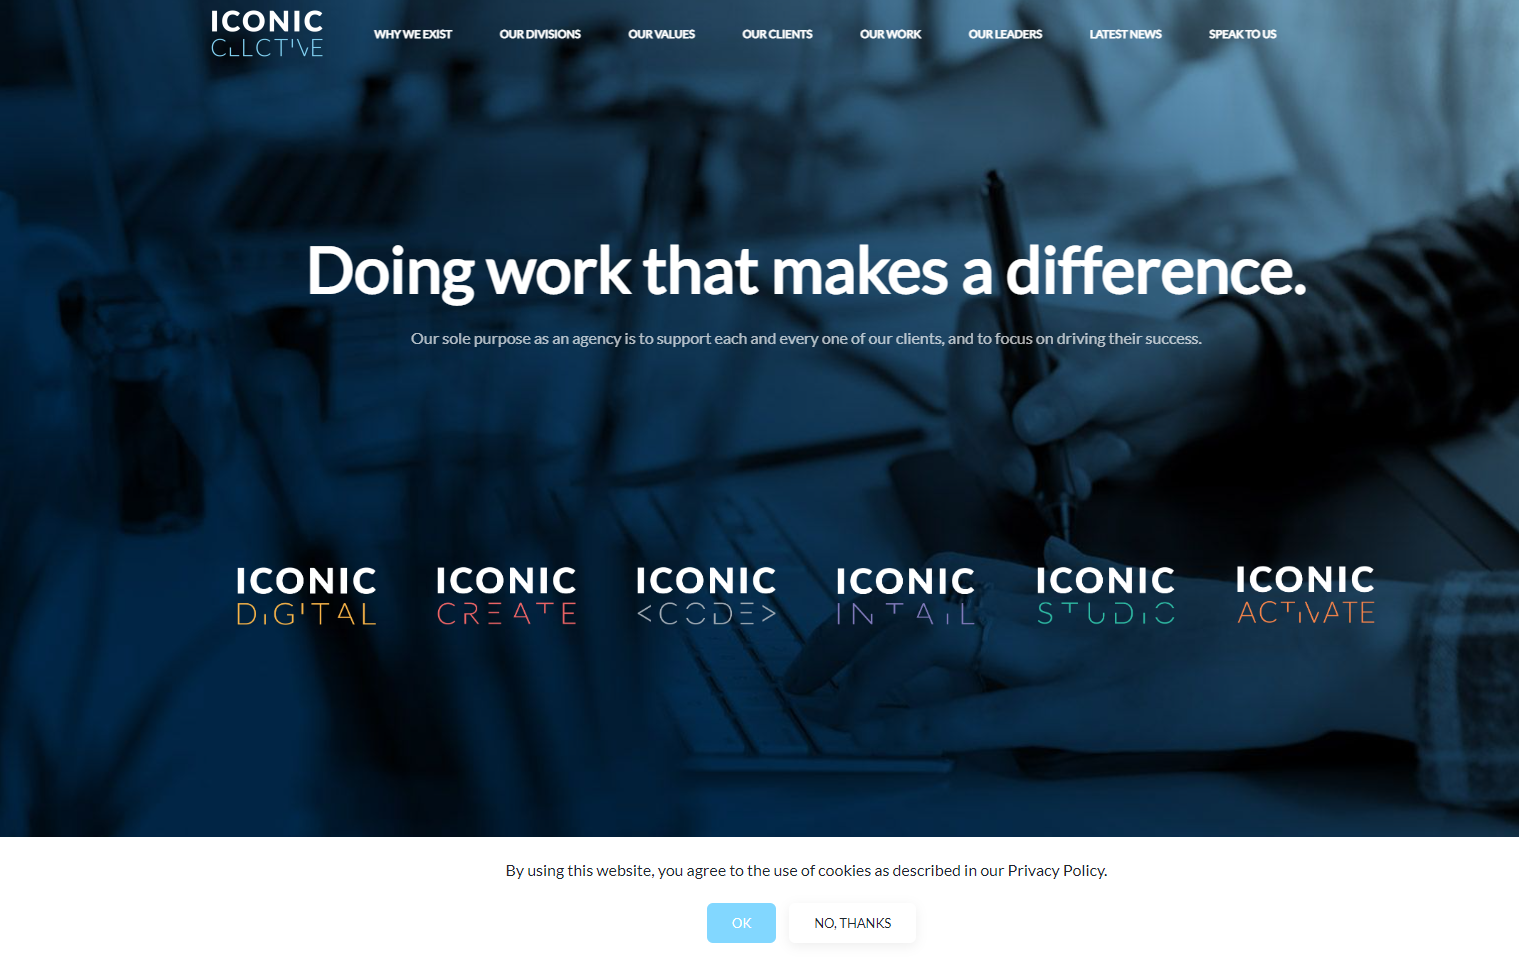 ICONIC
CLLCTIVE
WHY WE EXIST
OUR DIVISIONS
OUR VALUES
OUR CLIENTS
OUR WORK
OUR LEADERS
LATEST NEWS
SPEAK TO US
Doing work that makes a difference.
Our sole purpose as an agency is to support each and every one of our clients, and to focus on driving their success.
ICONIC
DIGITAL
ICONIC
CREATE
ICONIC
<CODE>
ICONIC
INTAIL
ICONIC
STUDIO
ICONIC
ACTIVATE
By using this website, you agree to the use of cookies as described in our Privacy Policy.
OK
NO, THANKS